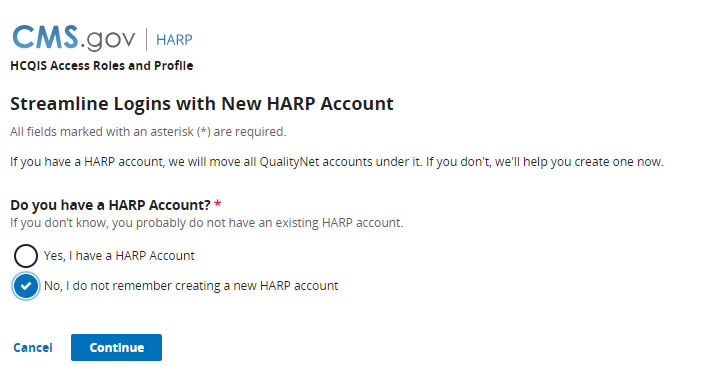 CMS.gov | HARP
HCQIS Access Roles and Profile
Streamline Logins with New HARP Account
All fields marked with an asterisk (*) are required.
If you have a HARP account, we will move all QualityNet accounts under it. If you don't, we'll help you create one now.
Do you have a HARP Account? *
If you don't know, you probably do not have an existing HARP account.
Yes, I have a HARP Account
No, I do not remember creating a new HARP account
Cancel Continue